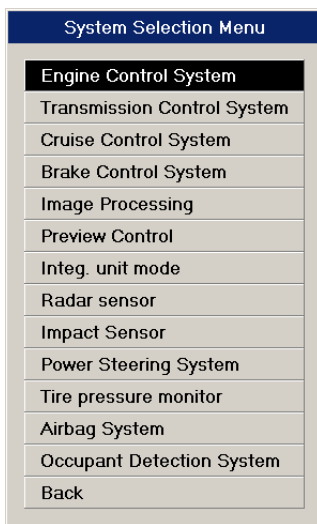 System Selection Menu
Engine Control System
Transmission Control System
Cruise Control System
Brake Control System
Image Processing
Preview Control
Integ. unit mode
Radar sensor
Impact Sensor
Power Steering System
Tire pressure monitor
Airbag System
Occupant Detection System
Back